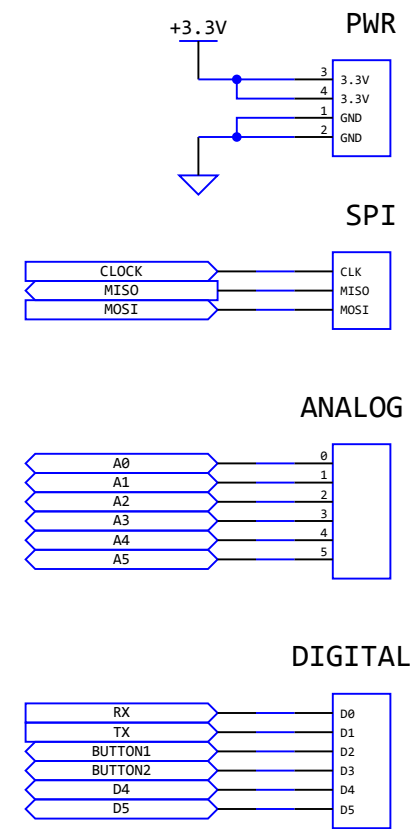 PWR
+3.3V
3 3.3V
4 3.3V
1 GND
2 GND
SPI
CLOCK CLK
MISO MISO
MOSI MOSI
ANALOG
A0 0
A1 1
A2 2
A3 3
A4 4
A5 5
DIGITAL
RX D0
TX D1
BUTTON1 D2
BUTTON2 D3
D4 D4
D5 D5